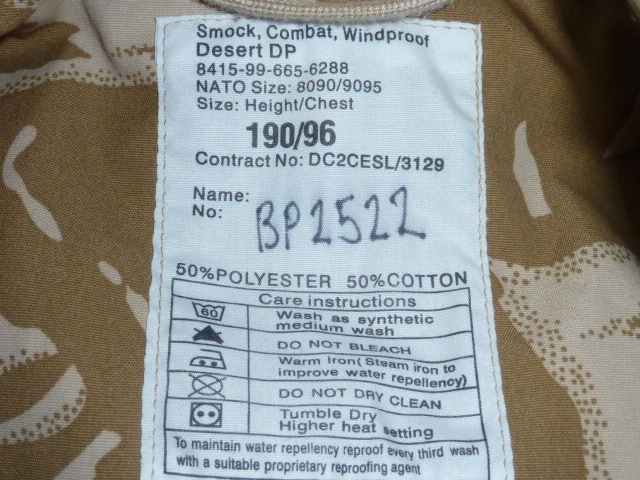 Smock, Combat, Windproof
Desert DP
8415-99-665-6288
NATO Size: 8090/9095
Size: Height/Chest
190/96
Contract No: DC2CESL/3129
Name:
No: BP2522
50%POLYESTER 50%COTTON
Care instructions
60 Wash as synthetic
medium wash
DO NOT BLEACH
Warm Iron(Steam iron to
improve water repellency)
DO NOT DRY CLEAN
Tumble Dry
Higher heat setting
To maintain water repellency reproof every third wash
with a suitable proprietary reproofing agent